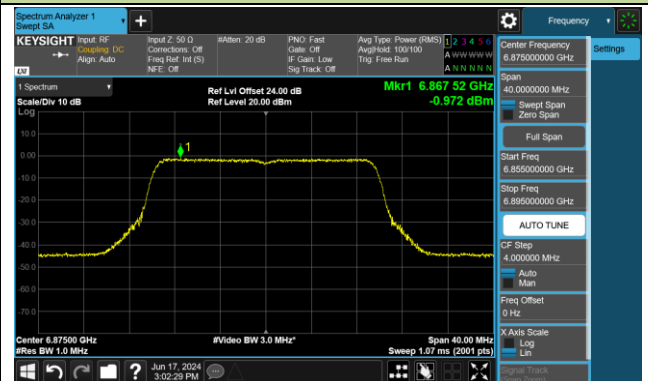 Spectrum Analyzer 1
Swept SA
Frequency
KEYSIGHT
Input: RF
Coupling: DC
Align: Auto
Input Z: 50 Ω
Corrections: Off
Freq Ref: Int (S)
NFE: Off
#Atten: 20 dB
PNO: Fast
Gate: Off
IF Gain: Low
Sig Track: Off
Avg Type: Power (RMS)
Avg|Hold: 100/100
Trig: Free Run
1 2 3 4 5 6
A W W W W W
A N N N N N
LXI
1 Spectrum
Scale/Div 10 dB
Log
Ref Lvl Offset 24.00 dB
Ref Level 20.00 dBm
Mkr1 6.867 52 GHz
-0.972 dBm
1
10.0
0.00
-10.0
-20.0
-30.0
-40.0
-50.0
-60.0
-70.0
Center 6.87500 GHz
#Res BW 1.0 MHz
#Video BW 3.0 MHz*
Span 40.00 MHz
Sweep 1.07 ms (2001 pts)
Jun 17, 2024
3:02:29 PM
Center Frequency
6.875000000 GHz
Settings
Span
40.0000000 MHz
Swept Span
Zero Span
Full Span
Start Freq
6.855000000 GHz
Stop Freq
6.895000000 GHz
AUTO TUNE
CF Step
4.000000 MHz
Auto
Man
Freq Offset
0 Hz
X Axis Scale
Log
Lin
Signal Track